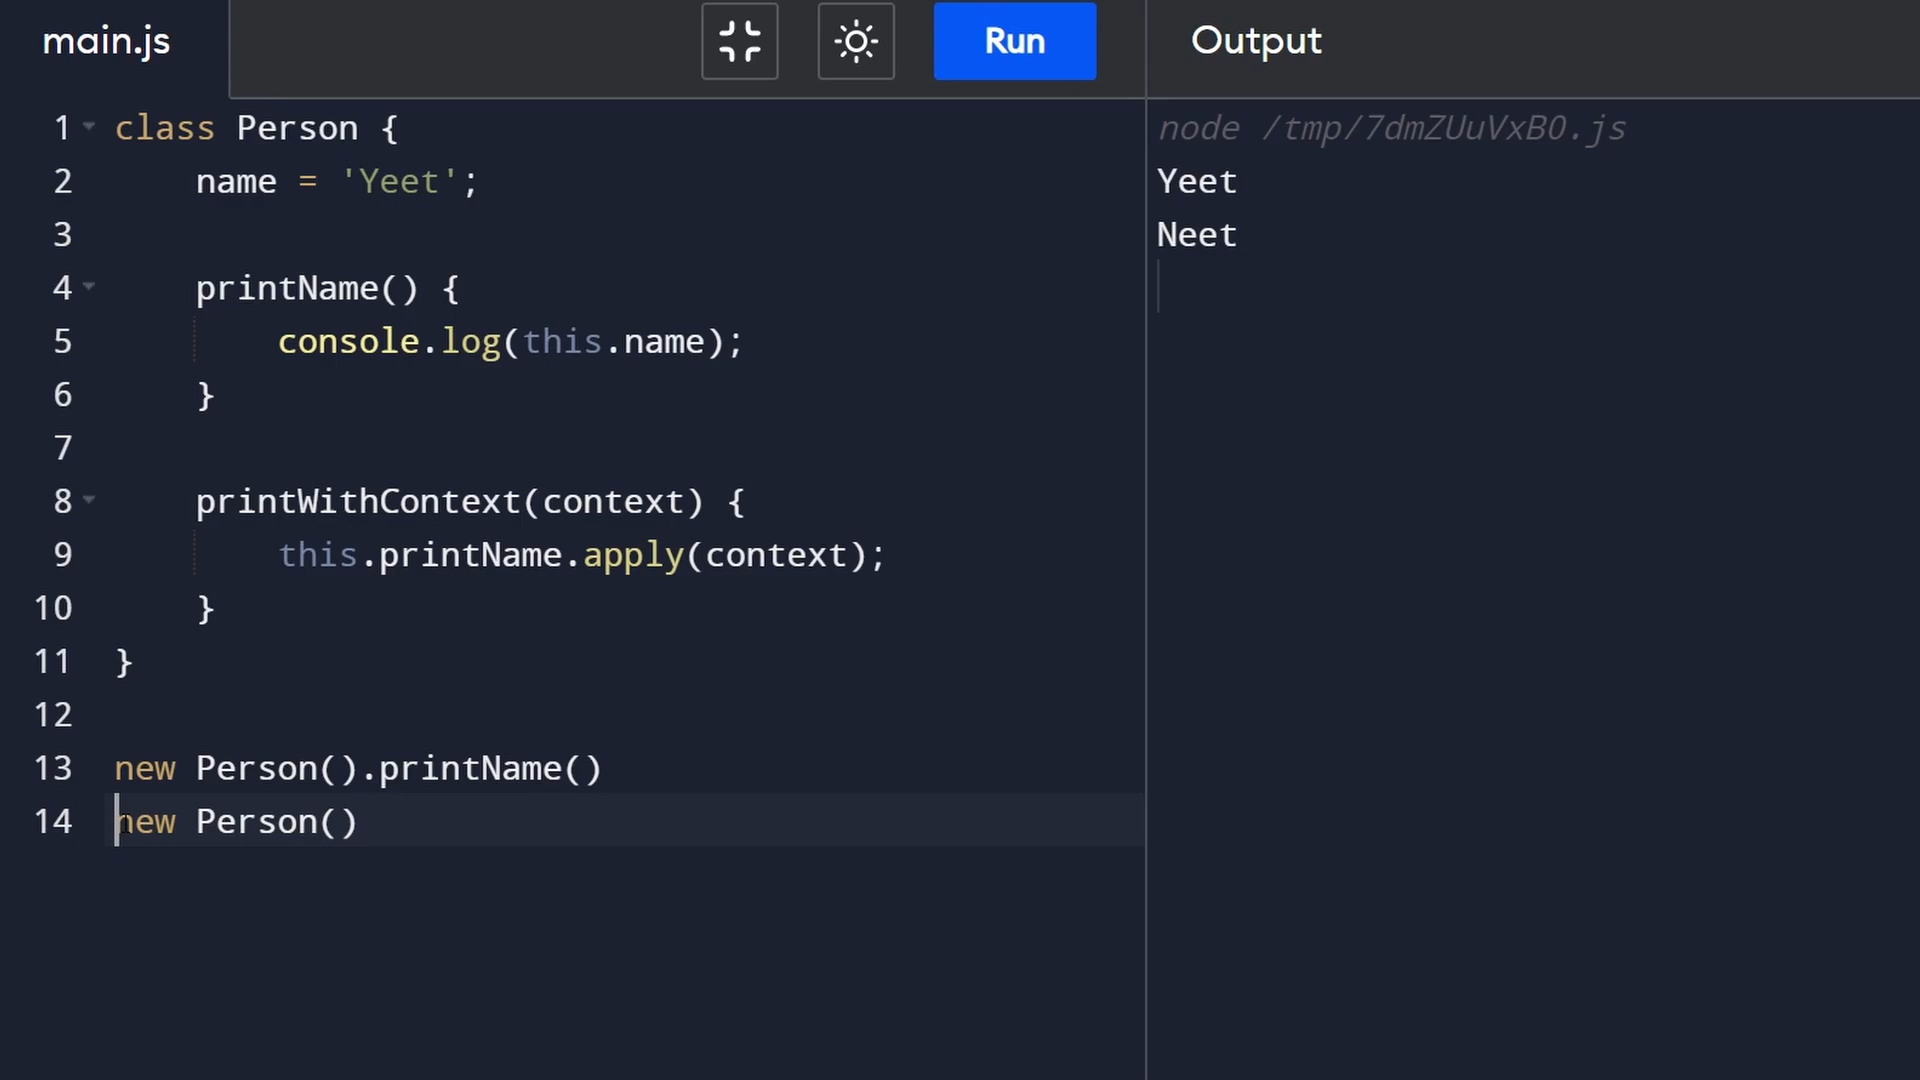 main.js
Run
Output
1 class Person {
2 name = 'Yeet';
3
4 printName() {
5 console.log(this.name);
6 }
7
8 printWithContext(context) {
9 this.printName.apply(context);
10 }
11 }
12
13 new Person().printName()
14 new Person()
node /tmp/7dmZUuVxB0.js
Yeet
Neet